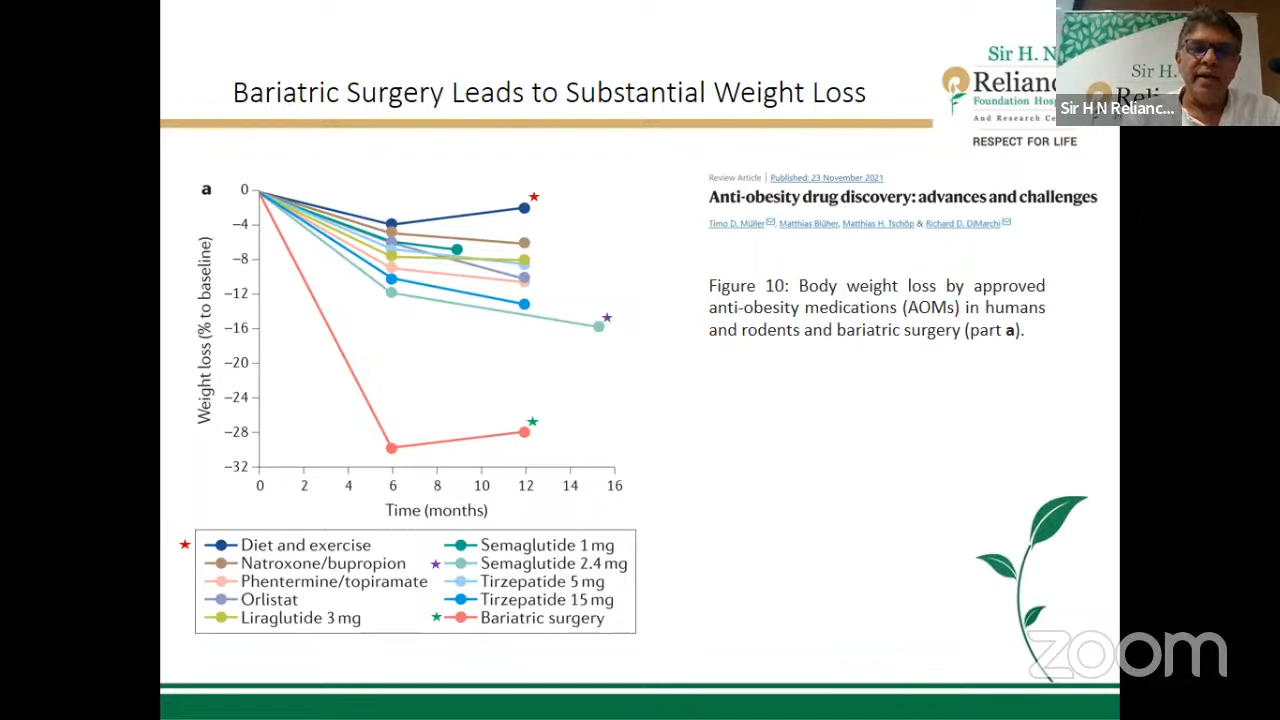 Bariatric Surgery Leads to Substantial Weight Loss
Sir H. N
Relianc
Foundation Hosp
And Research Ce
RESPECT FOR LIFE
Sir H.
Reli
Sir H N Relianc...
a
Weight loss (% to baseline)
0
−4
−8
−12
−16
−20
−24
−28
−32
0 2 4 6 8 10 12 14 16
Time (months)
Diet and exercise
Natroxone/bupropion
Phentermine/topiramate
Orlistat
Liraglutide 3 mg
Semaglutide 1 mg
Semaglutide 2.4 mg
Tirzepatide 5 mg
Tirzepatide 15 mg
Bariatric surgery
Review Article | Published: 23 November 2021
Anti-obesity drug discovery: advances and challenges
Timo D. Müller, Matthias Blüher, Matthias H. Tschöp & Richard D. DiMarchi
Figure 10: Body weight loss by approved
anti-obesity medications (AOMs) in humans
and rodents and bariatric surgery (part a).
zoom